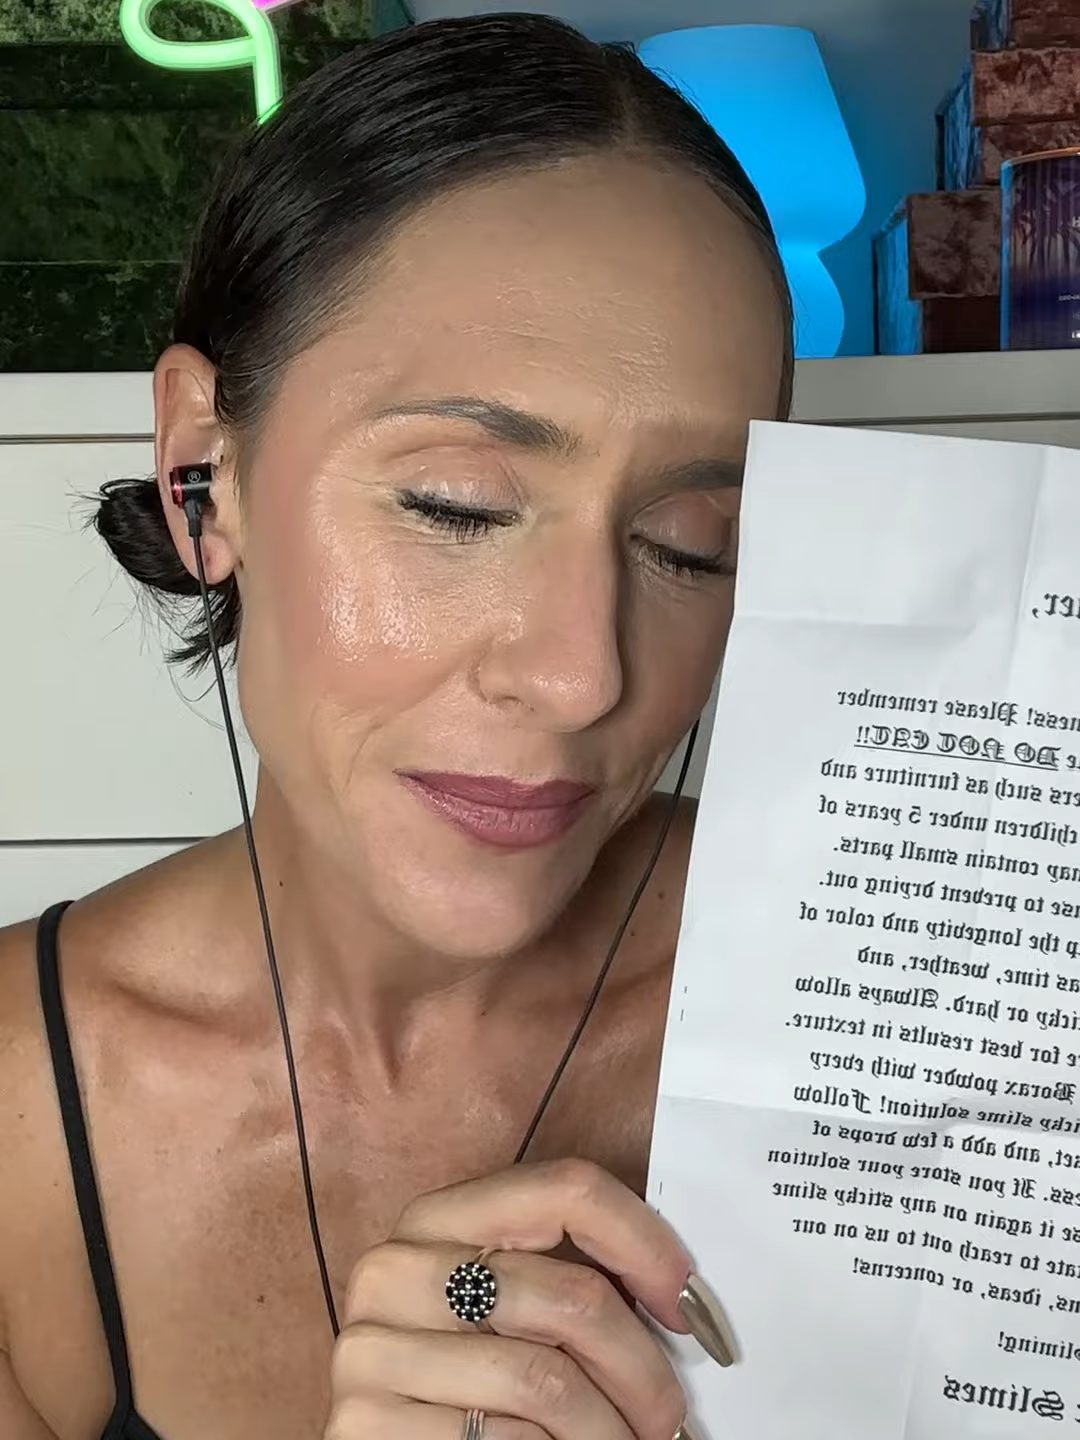 ness! Please remember
DO NOT EAT!!
such as furniture and
children under 5 years of
contain small parts.
to prevent drying out.
the longevity and color of
as time, weather, and
or hard. Always allow
for best results in texture.
Borax powder with every
slime solution! Follow
and add a few drops of
If you store your solution
it again on any sticky slime
to reach out to us on our
ideas, or concerns!
Slimes